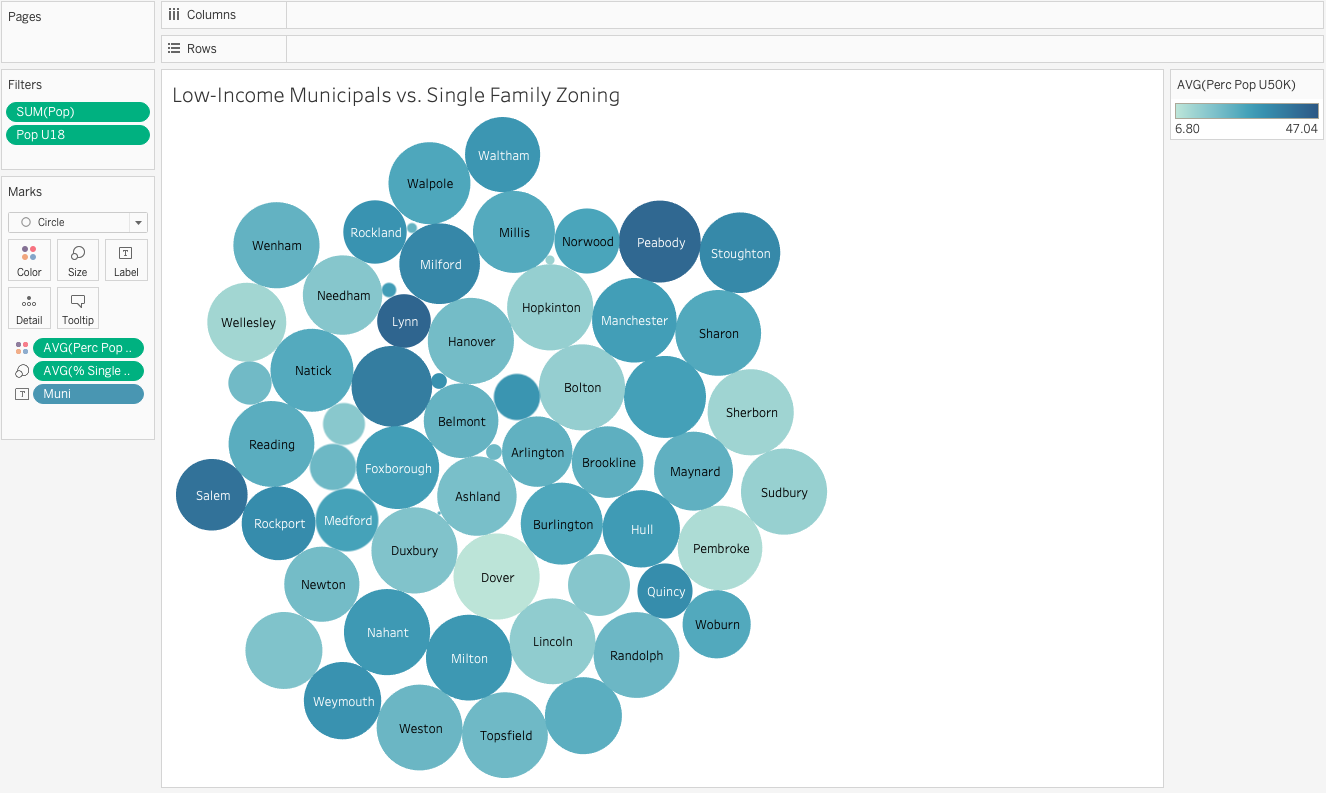 Pages
Columns
Rows
Filters
SUM(Pop)
Pop U18
Marks
Circle
Color
Size
Label
Detail
Tooltip
AVG(Perc Pop ..
AVG(% Single ..
Muni
Low-Income Municipals vs. Single Family Zoning
Waltham
Walpole
Rockland
Millis
Norwood
Peabody
Stoughton
Wenham
Milford
Needham
Hopkinton
Wellesley
Lynn
Manchester
Sharon
Hanover
Natick
Bolton
Sherborn
Belmont
Reading
Arlington
Brookline
Foxborough
Maynard
Salem
Ashland
Sudbury
Rockport
Medford
Burlington
Hull
Duxbury
Pembroke
Newton
Dover
Quincy
Woburn
Nahant
Lincoln
Milton
Randolph
Weymouth
Weston
Topsfield
AVG(Perc Pop U50K)
6.80
47.04